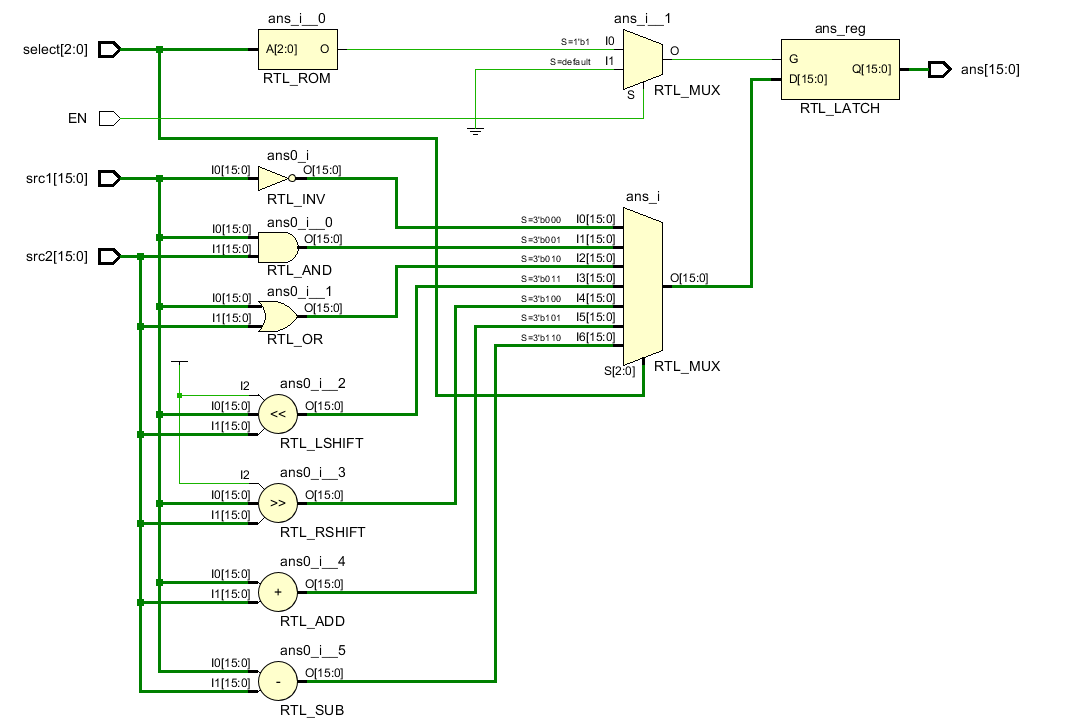 ans_i__0
select[2:0]
A[2:0]
O
RTL_ROM
ans_i__1
S=1'b1
I0
S=default
I1
O
S
RTL_MUX
ans_reg
G
D[15:0]
Q[15:0]
RTL_LATCH
ans[15:0]
EN
src1[15:0]
ans0_i
I0[15:0]
O[15:0]
RTL_INV
src2[15:0]
ans0_i__0
I0[15:0]
I1[15:0]
O[15:0]
RTL_AND
ans0_i__1
I0[15:0]
I1[15:0]
O[15:0]
RTL_OR
ans_i
S=3'b000 I0[15:0]
S=3'b001 I1[15:0]
S=3'b010 I2[15:0]
S=3'b011 I3[15:0]
S=3'b100 I4[15:0]
S=3'b101 I5[15:0]
S=3'b110 I6[15:0]
O[15:0]
S[2:0]
RTL_MUX
ans0_i__2
I2
I0[15:0]
I1[15:0]
<<
O[15:0]
RTL_LSHIFT
ans0_i__3
I2
I0[15:0]
I1[15:0]
>>
O[15:0]
RTL_RSHIFT
ans0_i__4
I0[15:0]
I1[15:0]
+
O[15:0]
RTL_ADD
ans0_i__5
I0[15:0]
I1[15:0]
-
O[15:0]
RTL_SUB